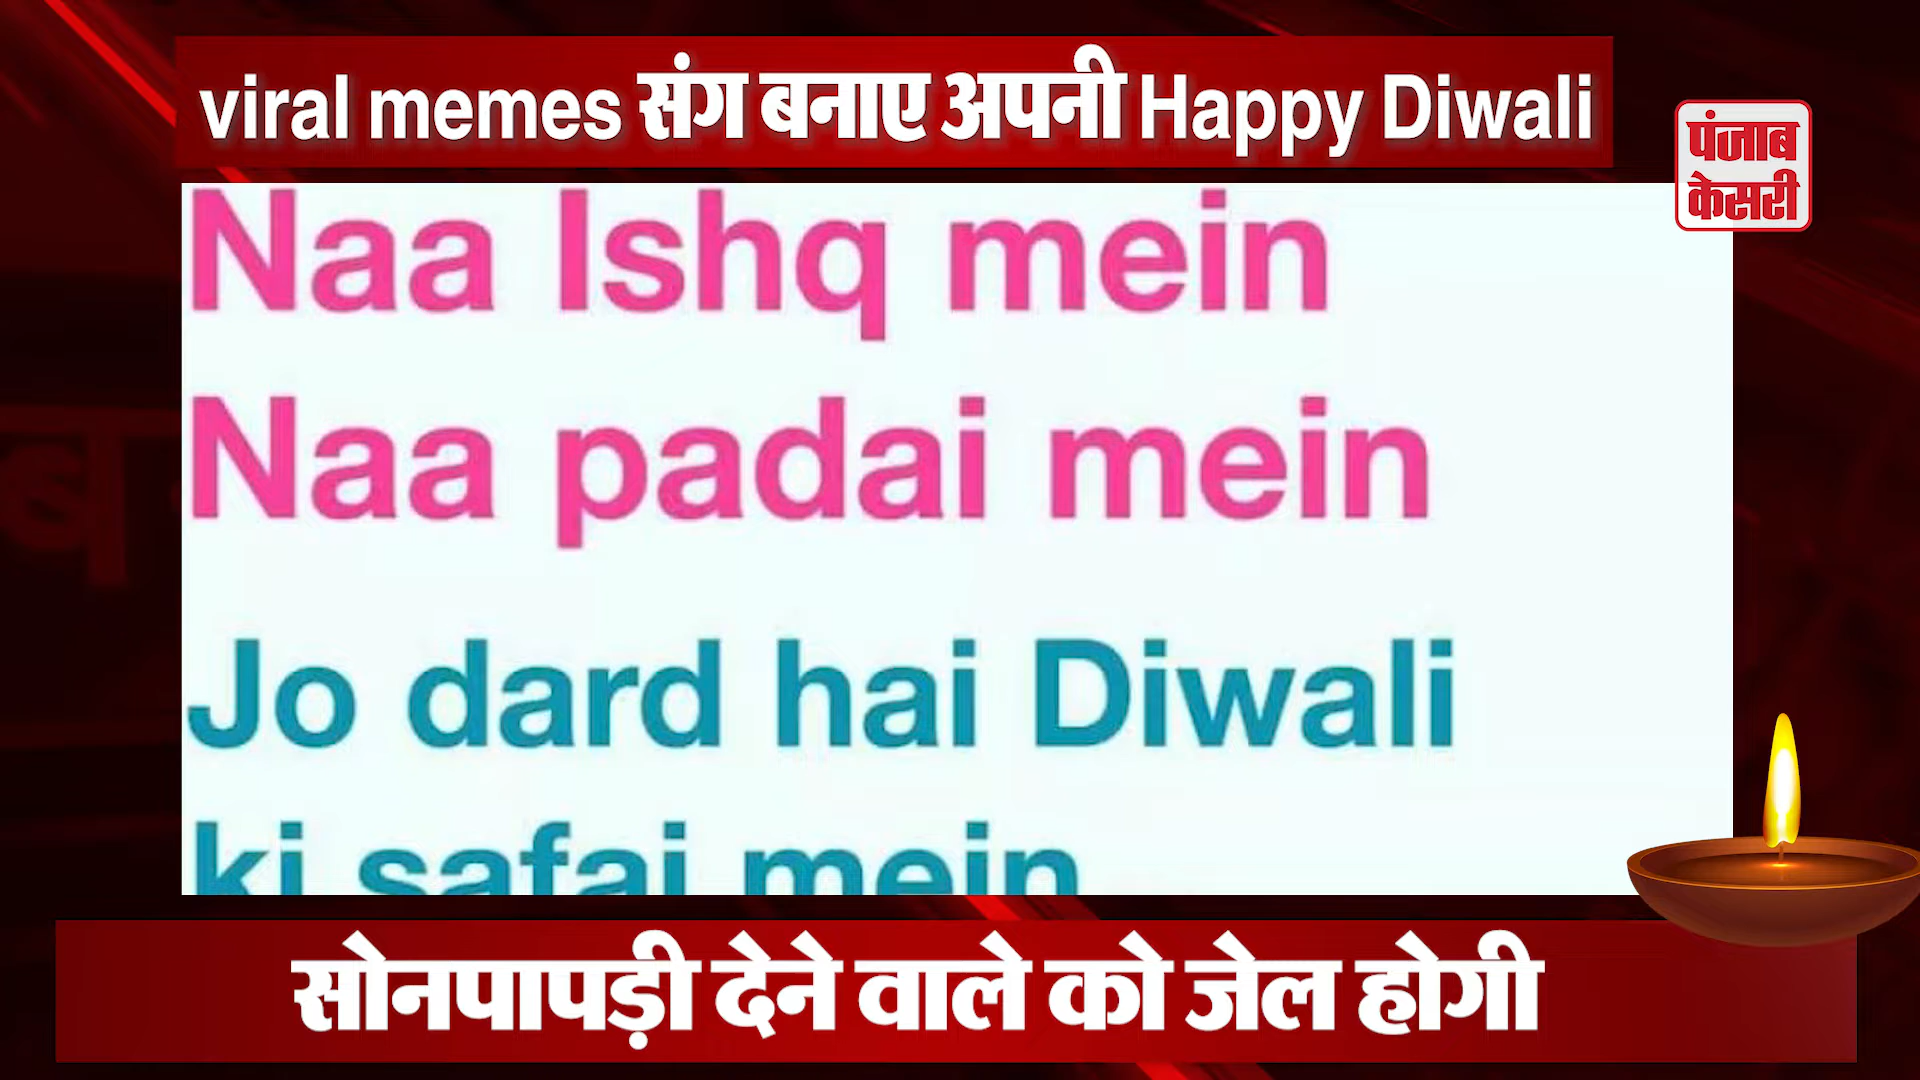 viral memes संग बनाए अपनी Happy Diwali
पंजाब
केसरी
Naa Ishq mein
Naa padai mein
Jo dard hai Diwali
ki safai mein
सोनपापड़ी देने वाले को जेल होगी